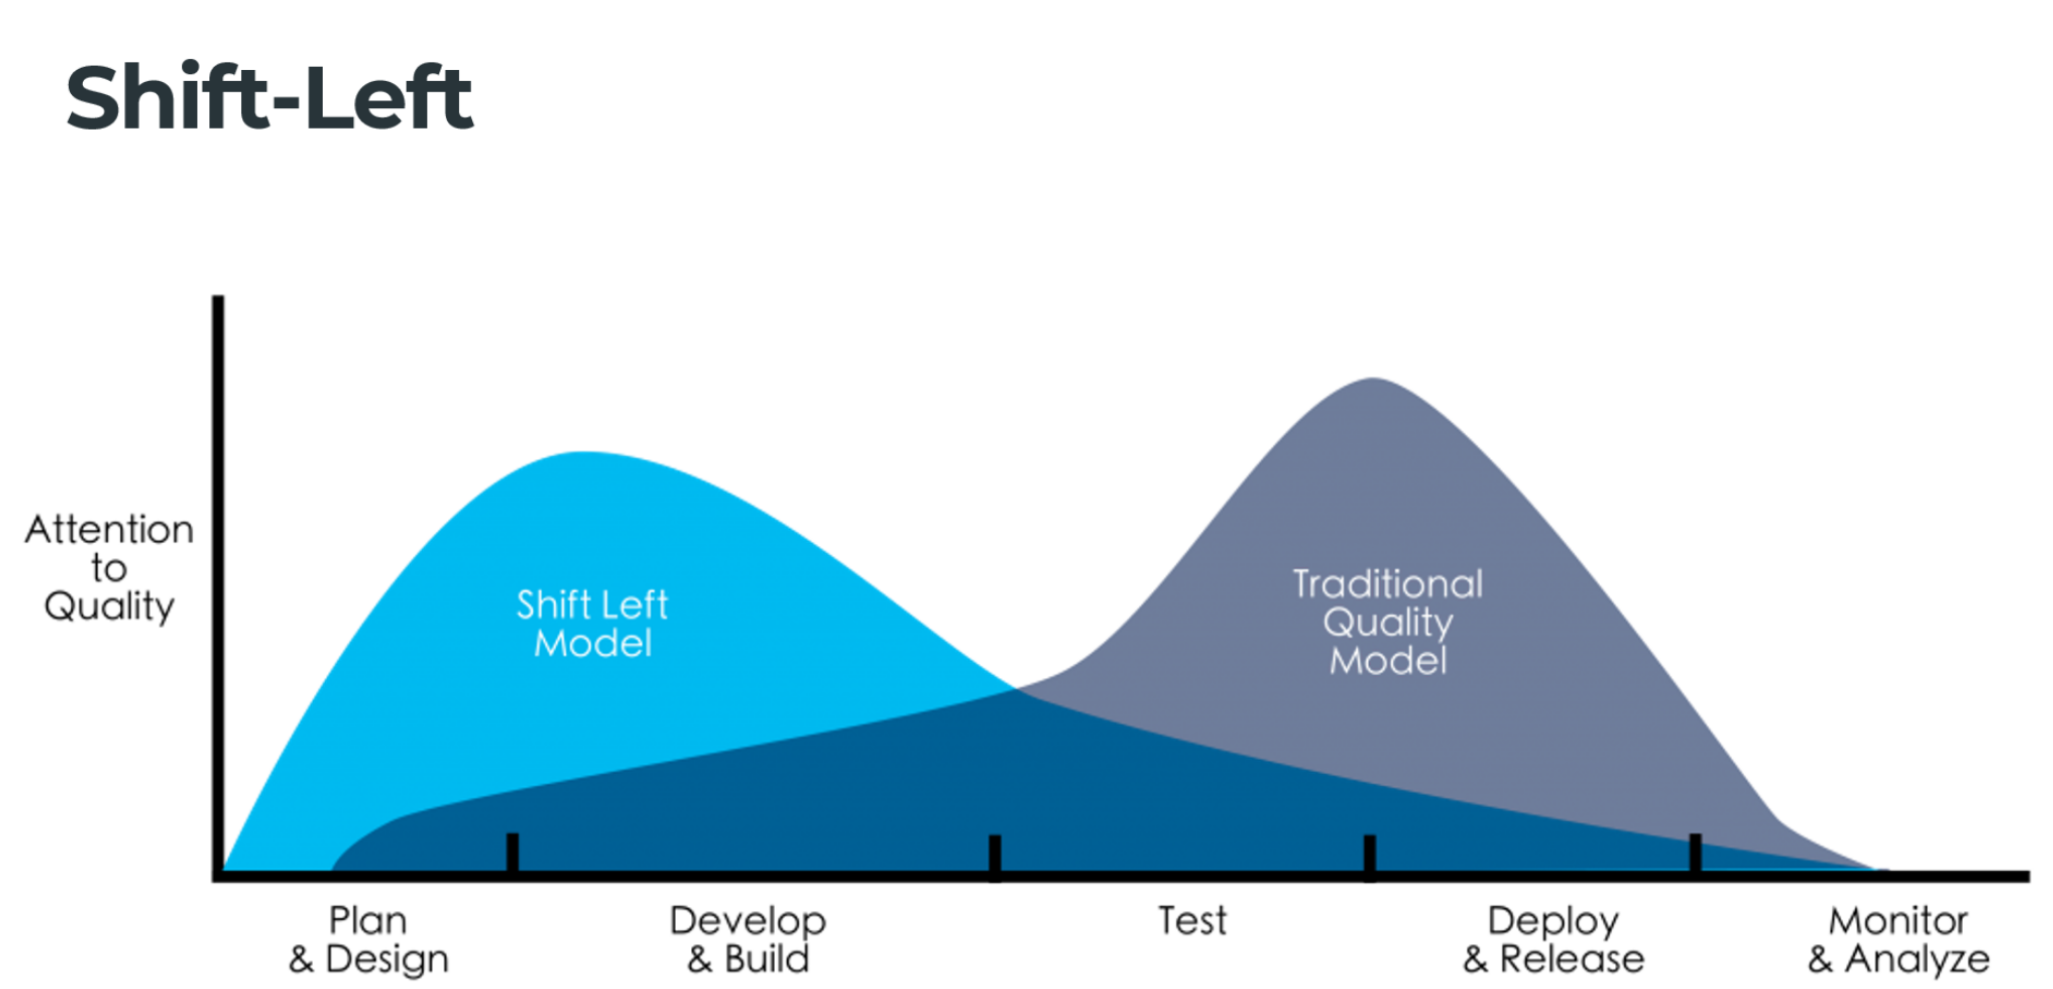 Shift-Left
Attention
to
Quality
Shift Left
Model
Traditional
Quality
Model
Plan
& Design
Develop
& Build
Test
Deploy
& Release
Monitor
& Analyze